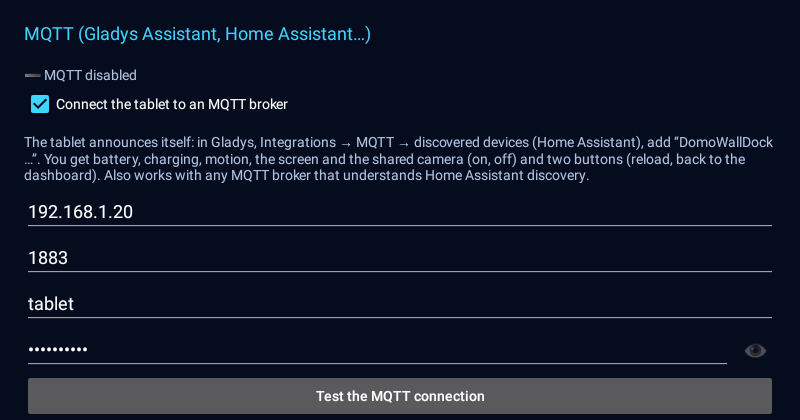 MQTT (Gladys Assistant, Home Assistant…)
MQTT disabled
Connect the tablet to an MQTT broker
The tablet announces itself: in Gladys, Integrations → MQTT → discovered devices (Home Assistant), add “DomoWallDock
…”. You get battery, charging, motion, the screen and the shared camera (on, off) and two buttons (reload, back to the
dashboard). Also works with any MQTT broker that understands Home Assistant discovery.
192.168.1.20
1883
tablet
••••••••••
Test the MQTT connection